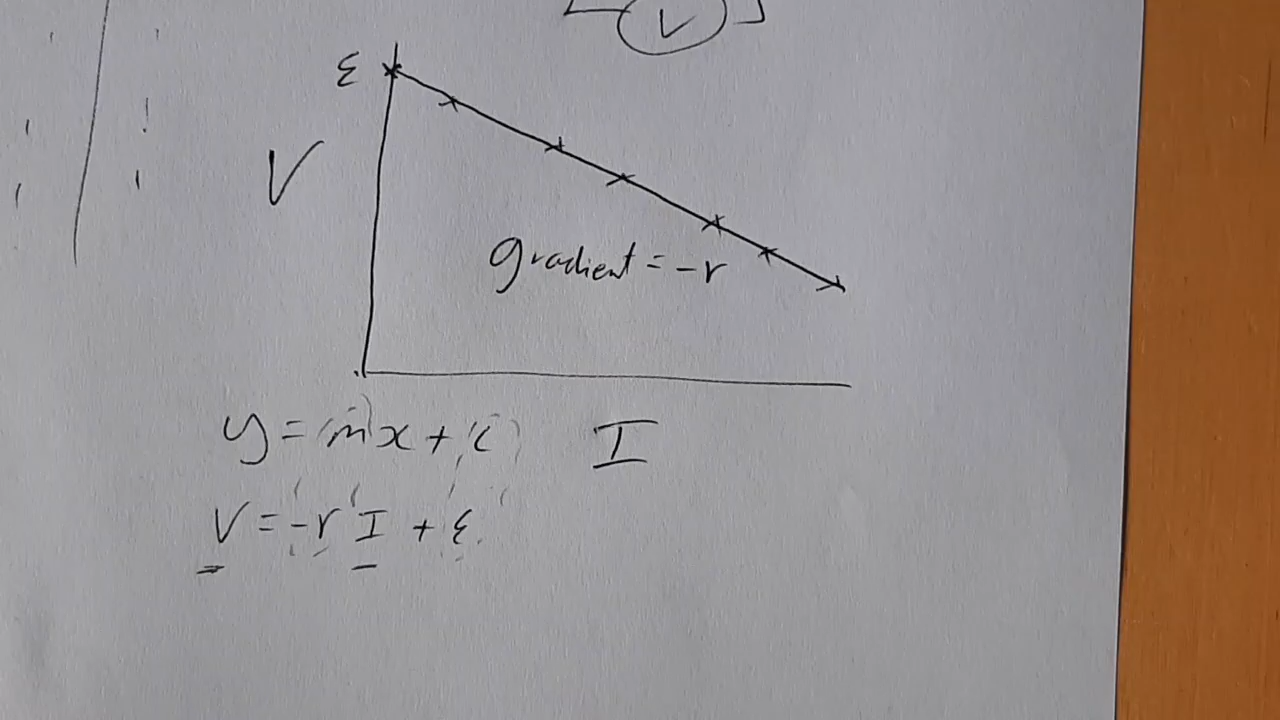 V
ε
V
gradient = -r
y = mx + c
I
V = -r I + ε